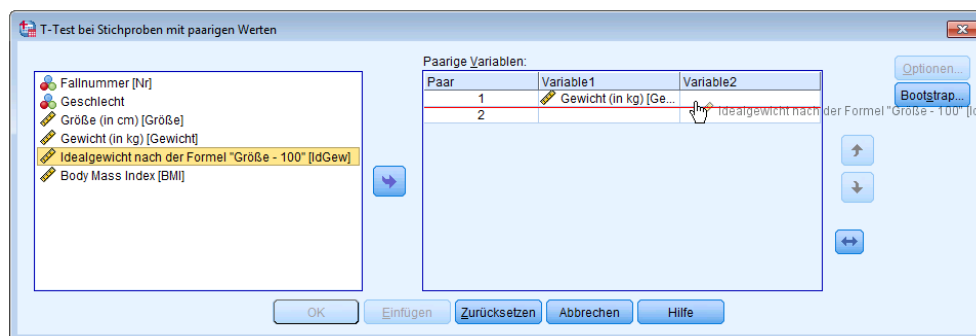 T-Test bei Stichproben mit paarigen Werten
Fallnummer [Nr]
Geschlecht
Größe (in cm) [Größe]
Gewicht (in kg) [Gewicht]
Idealgewicht nach der Formel "Größe - 100" [IdGew]
Body Mass Index [BMI]
Paarige Variablen:
Paar Variable1 Variable2
1 Gewicht (in kg) [Ge...
2
Idealgewicht nach der Formel "Größe - 100" [Id
Optionen...
Bootstrap...
OK Einfügen Zurücksetzen Abbrechen Hilfe